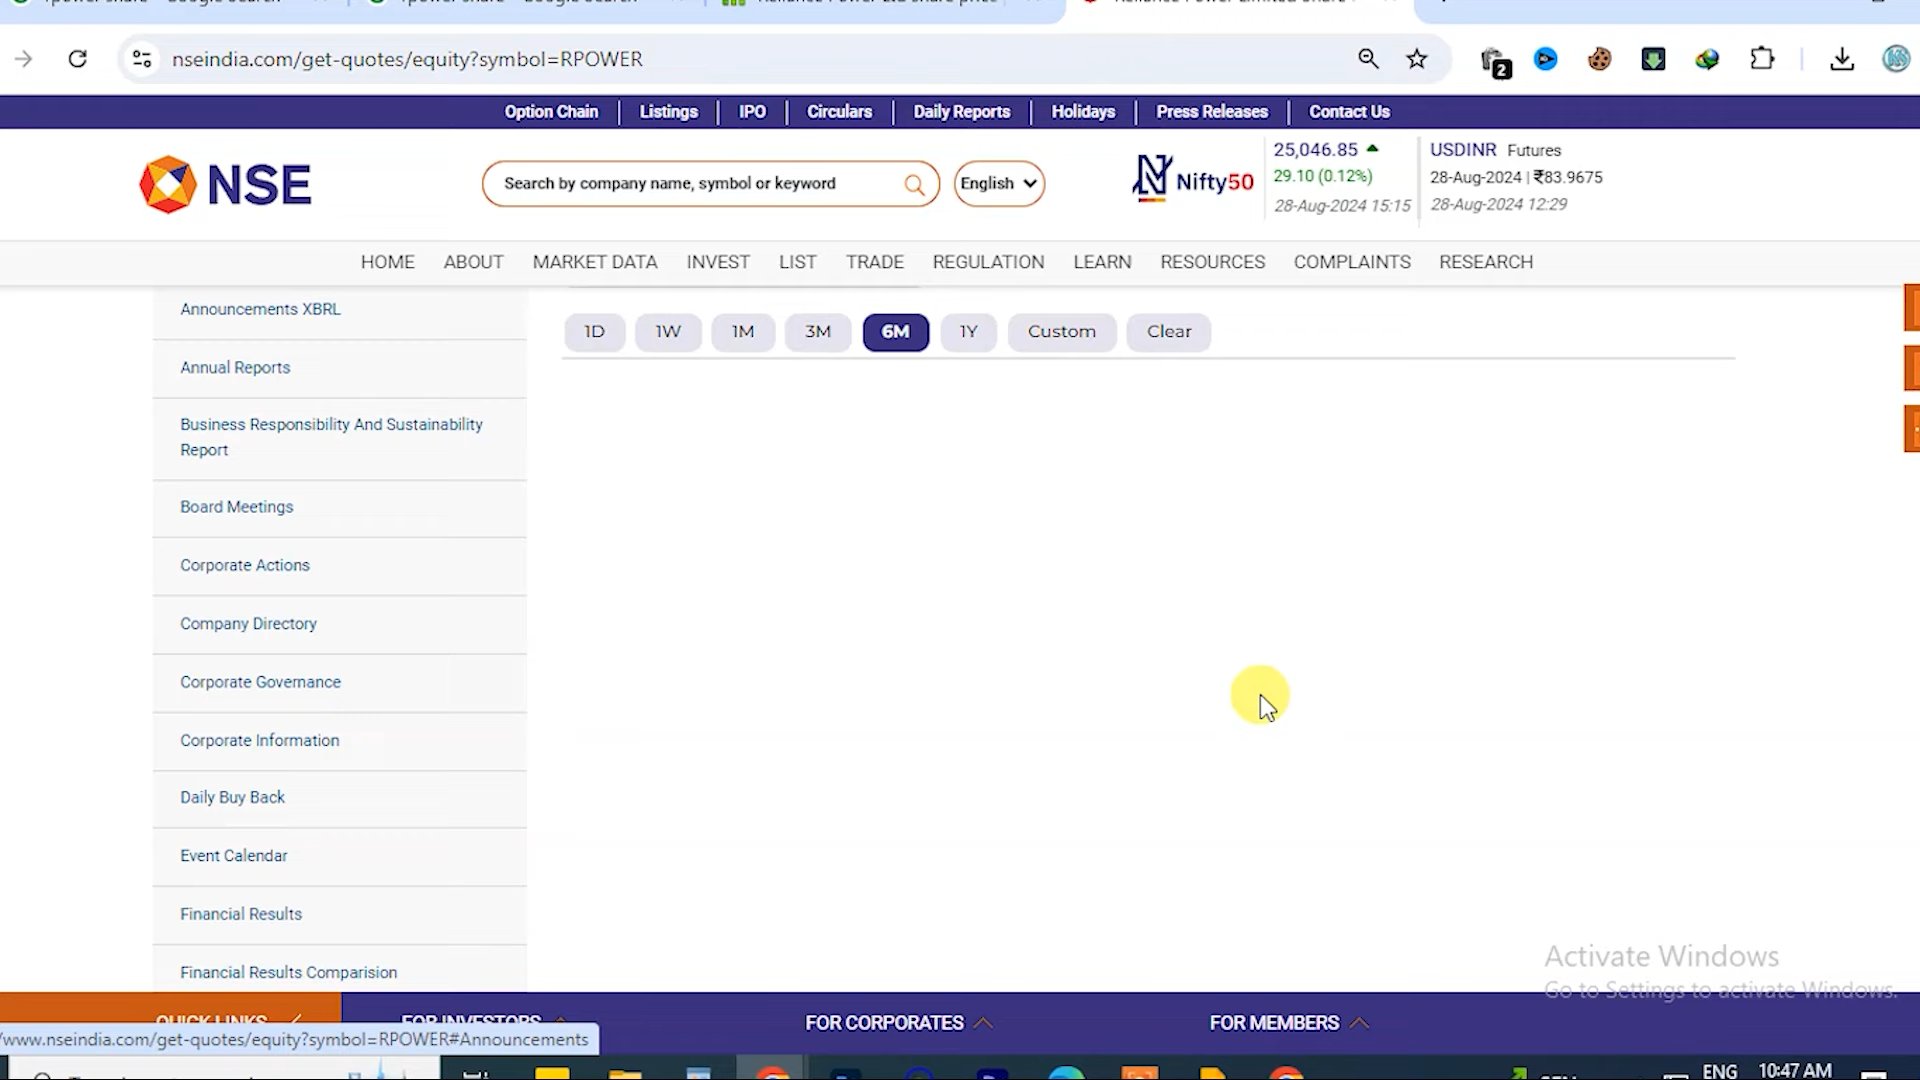 nseindia.com/get-quotes/equity?symbol=RPOWER
2
Option Chain
Listings
IPO
Circulars
Daily Reports
Holidays
Press Releases
Contact Us
NSE
Search by company name, symbol or keyword
English
Nifty50
25,046.85
29.10 (0.12%)
28-Aug-2024 15:15
USDINR Futures
28-Aug-2024 | ₹83.9675
28-Aug-2024 12:29
HOME
ABOUT
MARKET DATA
INVEST
LIST
TRADE
REGULATION
LEARN
RESOURCES
COMPLAINTS
RESEARCH
1D
1W
1M
3M
6M
1Y
Custom
Clear
Announcements XBRL
Annual Reports
Business Responsibility And Sustainability
Report
Board Meetings
Corporate Actions
Company Directory
Corporate Governance
Corporate Information
Daily Buy Back
Event Calendar
Financial Results
Financial Results Comparision
Activate Windows
Go to Settings to activate Windows.
QUICK LINKS
FOR INVESTORS
FOR CORPORATES
FOR MEMBERS
/www.nseindia.com/get-quotes/equity?symbol=RPOWER#Announcements
ENG
10:47 AM